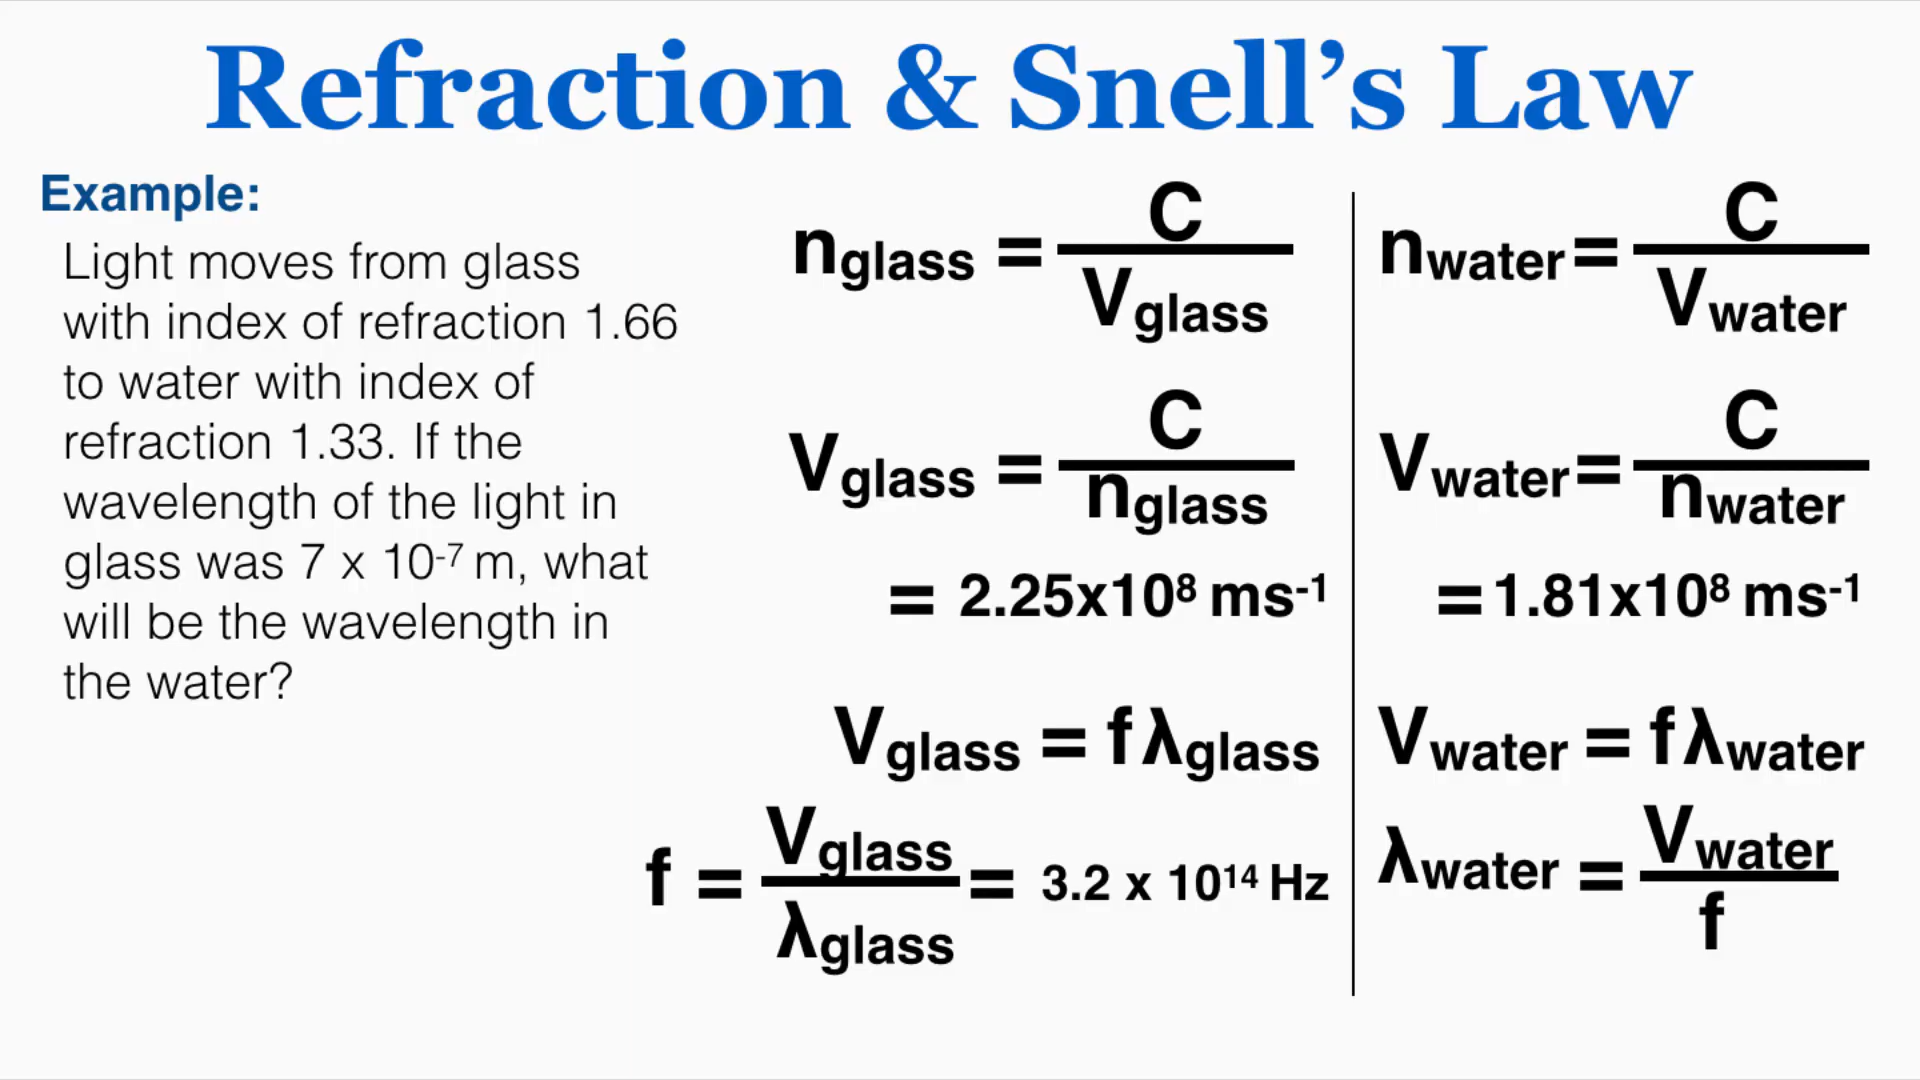 Refraction & Snell’s Law
Example:
Light moves from glass
with index of refraction 1.66
to water with index of
refraction 1.33. If the
wavelength of the light in
glass was 7 x 10⁻⁷ m, what
will be the wavelength in
the water?
nglass = C / Vglass
Vglass = C / nglass
= 2.25x10⁸ ms⁻¹
Vglass = fλglass
f = Vglass / λglass = 3.2 x 10¹⁴ Hz
nwater = C / Vwater
Vwater = C / nwater
= 1.81x10⁸ ms⁻¹
Vwater = fλwater
λwater = Vwater / f